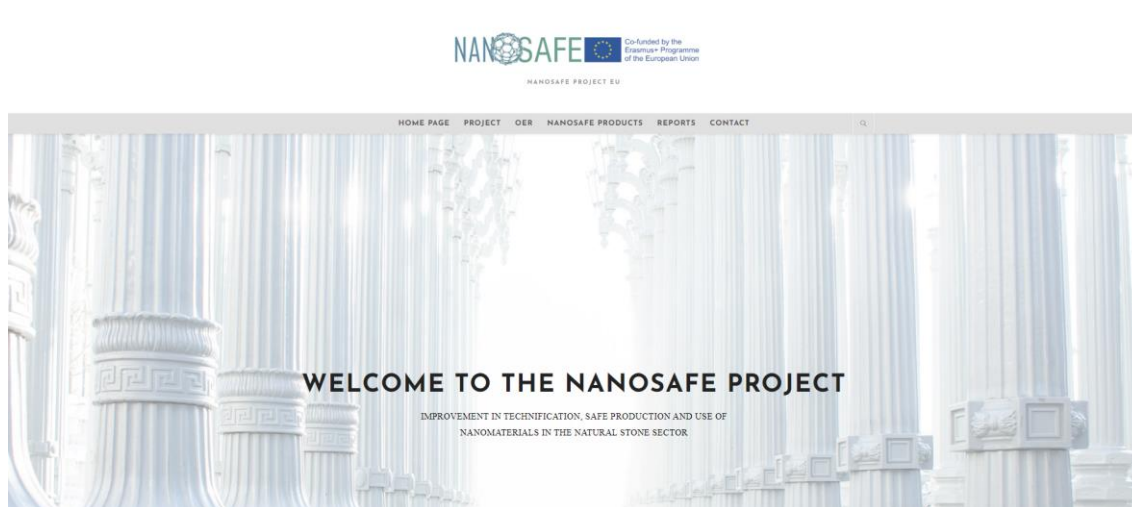 NANOSAFE
Co-funded by the
Erasmus+ Programme
of the European Union
NANOSAFE PROJECT EU
HOME PAGE PROJECT OER NANOSAFE PRODUCTS REPORTS CONTACT
WELCOME TO THE NANOSAFE PROJECT
IMPROVEMENT IN TECHNIFICATION, SAFE PRODUCTION AND USE OF
NANOMATERIALS IN THE NATURAL STONE SECTOR